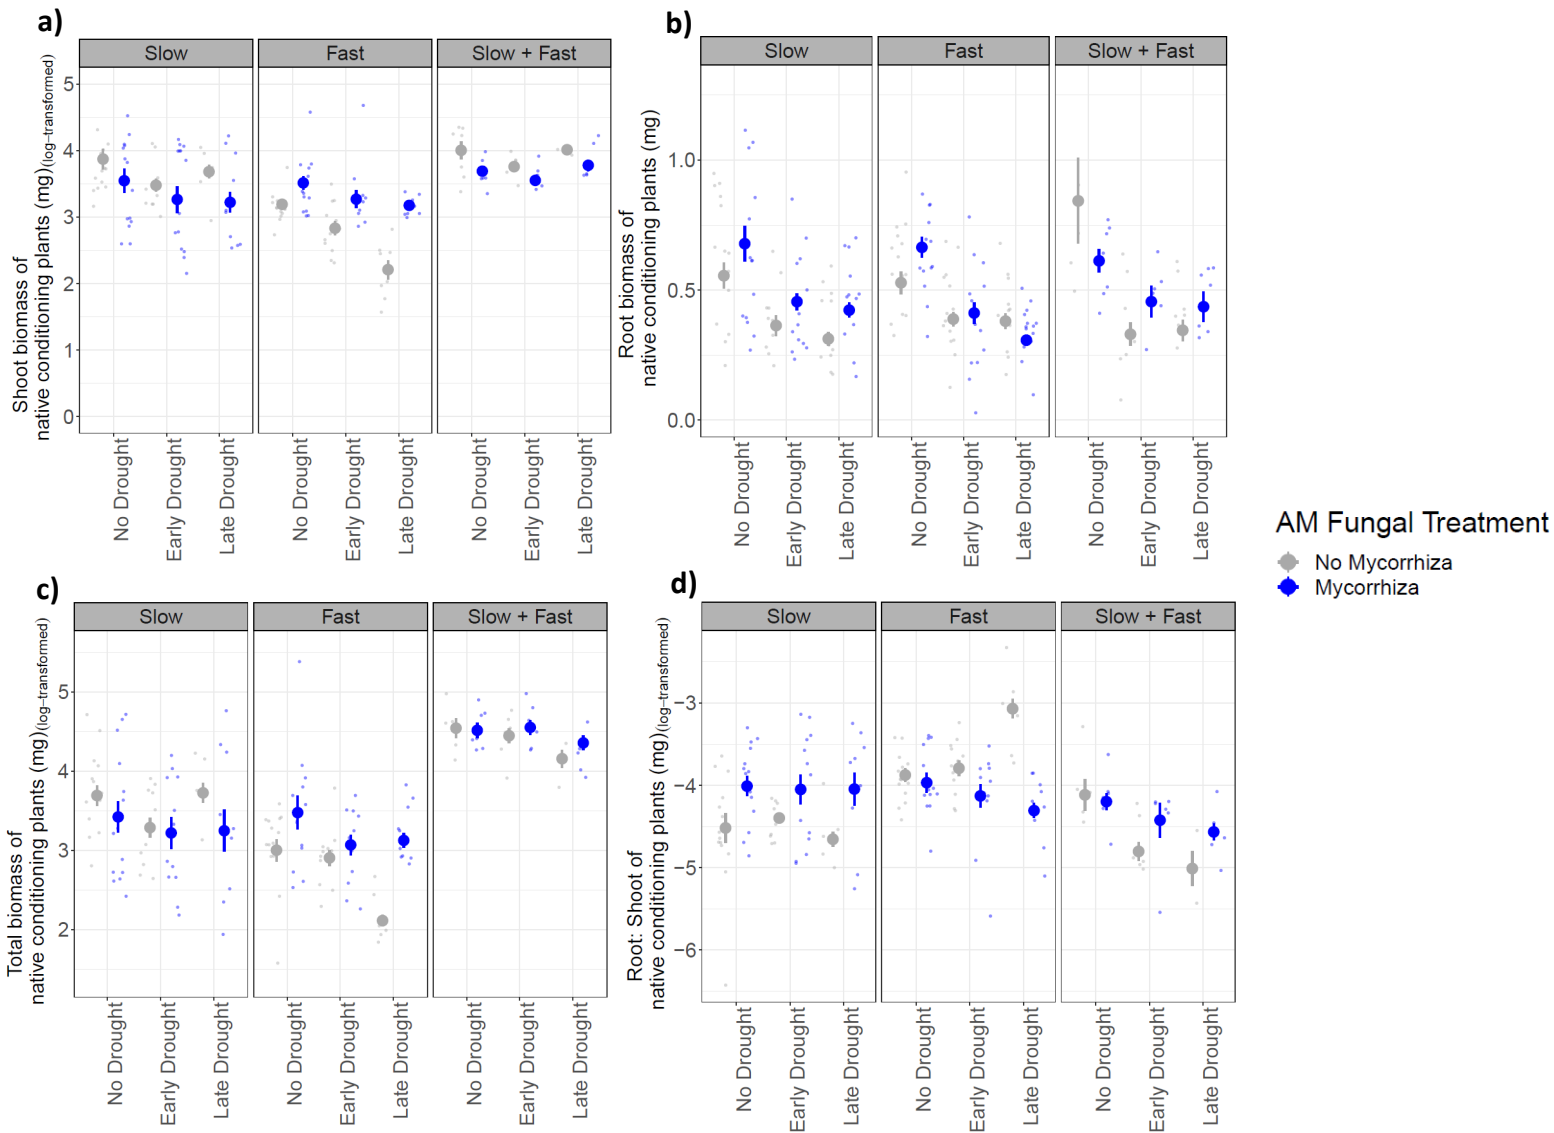 a)
Slow
Fast
Slow + Fast
Shoot biomass of
native conditioning plants (mg)(log−transformed)
5
4
3
2
1
0
No Drought
Early Drought
Late Drought
No Drought
Early Drought
Late Drought
No Drought
Early Drought
Late Drought
b)
Slow
Fast
Slow + Fast
Root biomass of
native conditioning plants (mg)
1.0
0.5
0.0
No Drought
Early Drought
Late Drought
No Drought
Early Drought
Late Drought
No Drought
Early Drought
Late Drought
AM Fungal Treatment
No Mycorrhiza
Mycorrhiza
c)
Slow
Fast
Slow + Fast
Total biomass of
native conditioning plants (mg)(log−transformed)
5
4
3
2
No Drought
Early Drought
Late Drought
No Drought
Early Drought
Late Drought
No Drought
Early Drought
Late Drought
d)
Slow
Fast
Slow + Fast
Root: Shoot of
native conditioning plants (mg)(log−transformed)
−3
−4
−5
−6
No Drought
Early Drought
Late Drought
No Drought
Early Drought
Late Drought
No Drought
Early Drought
Late Drought